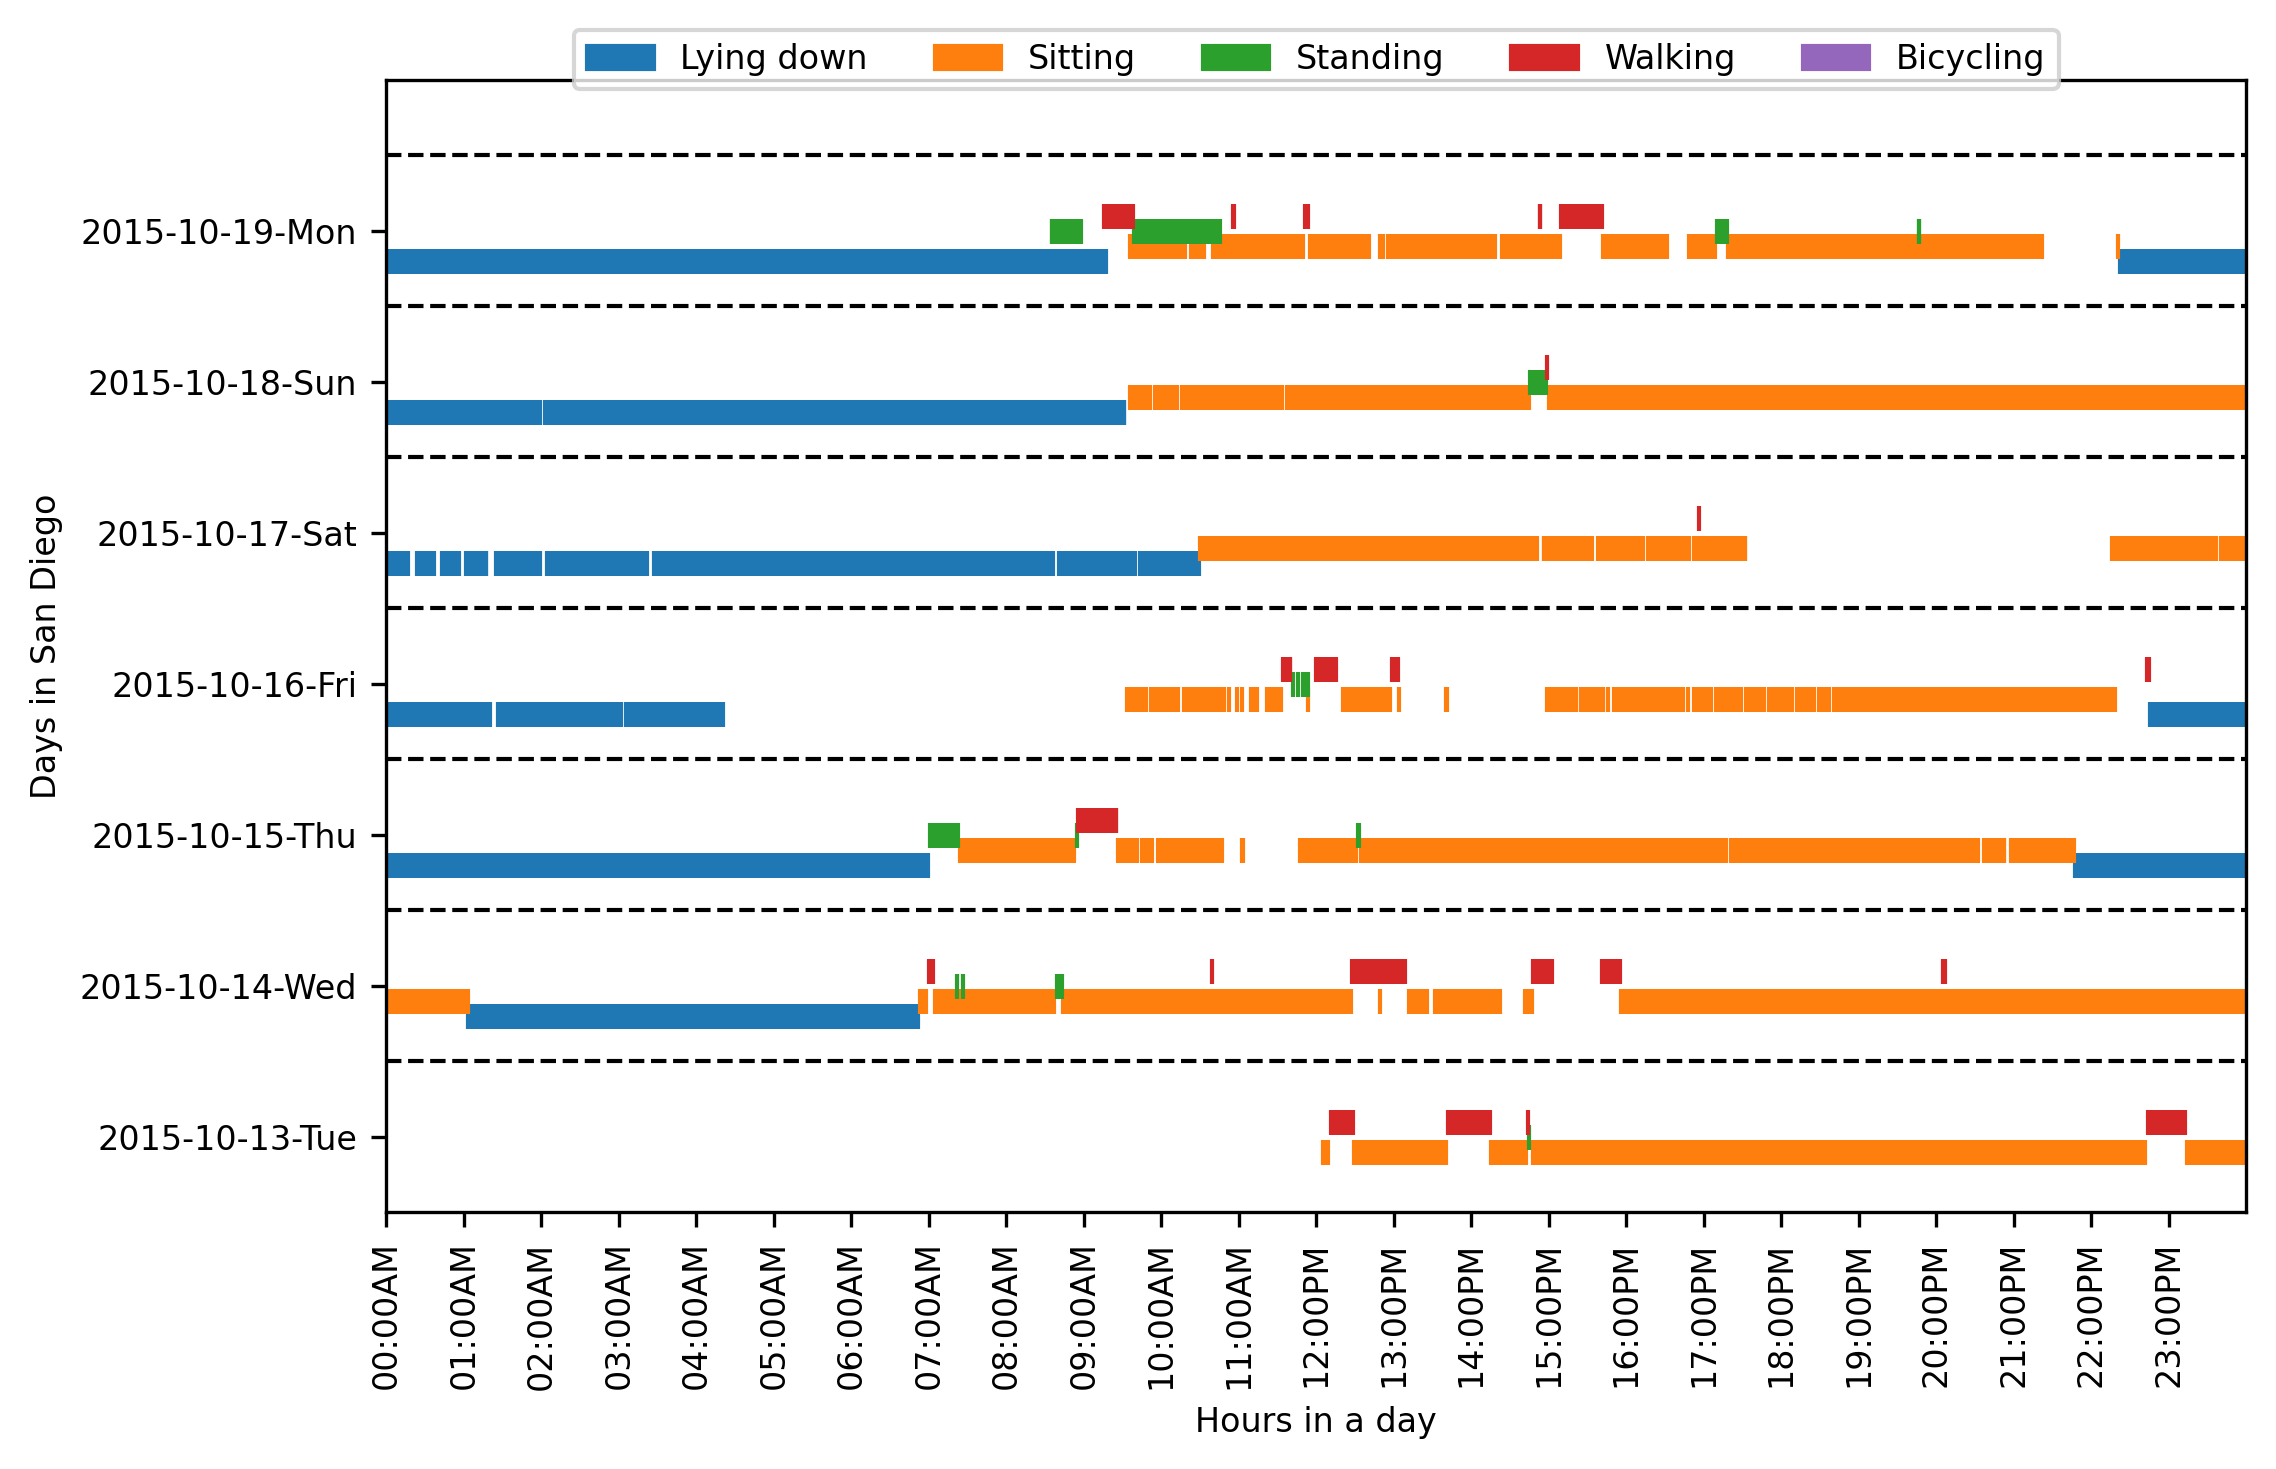 Lying down Sitting Standing Walking Bicycling
Days in San Diego
2015-10-19-Mon
2015-10-18-Sun
2015-10-17-Sat
2015-10-16-Fri
2015-10-15-Thu
2015-10-14-Wed
2015-10-13-Tue
00:00AM
01:00AM
02:00AM
03:00AM
04:00AM
05:00AM
06:00AM
07:00AM
08:00AM
09:00AM
10:00AM
11:00AM
12:00PM
13:00PM
14:00PM
15:00PM
16:00PM
17:00PM
18:00PM
19:00PM
20:00PM
21:00PM
22:00PM
23:00PM
Hours in a day